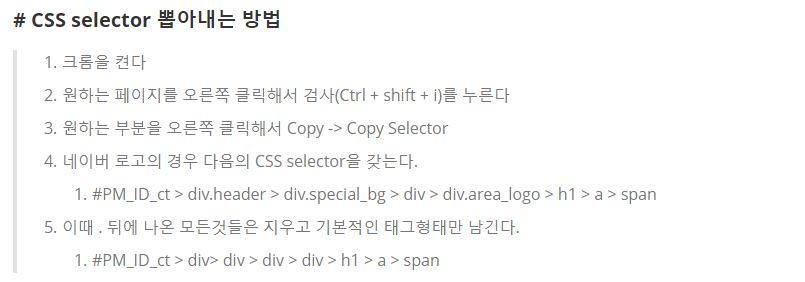 # CSS selector 뽑아내는 방법
1. 크롬을 켠다
2. 원하는 페이지를 오른쪽 클릭해서 검사(Ctrl + shift + i)를 누른다
3. 원하는 부분을 오른쪽 클릭해서 Copy -> Copy Selector
4. 네이버 로고의 경우 다음의 CSS selector을 갖는다.
1. #PM_ID_ct > div.header > div.special_bg > div > div.area_logo > h1 > a > span
5. 이때 . 뒤에 나온 모든것들은 지우고 기본적인 태그형태만 남긴다.
1. #PM_ID_ct > div> div > div > div > h1 > a > span